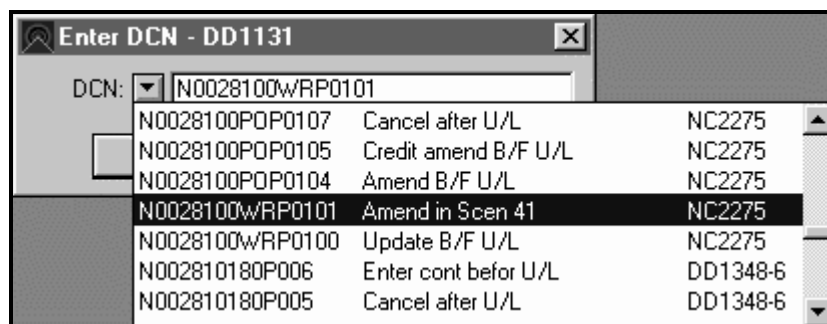 Enter DCN - DD1131
DCN: N0028100WRP0101
N0028100POP0107 Cancel after U/L NC2275
N0028100POP0105 Credit amend B/F U/L NC2275
N0028100POP0104 Amend B/F U/L NC2275
N0028100WRP0101 Amend in Scen 41 NC2275
N0028100WRP0100 Update B/F U/L NC2275
N002810180P006 Enter cont befor U/L DD1348-6
N002810180P005 Cancel after U/L DD1348-6